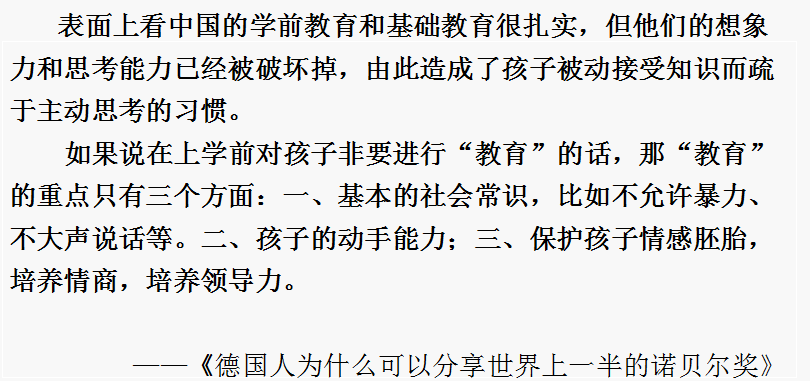 表面上看中国的学前教育和基础教育很扎实，但他们的想象
力和思考能力已经被破坏掉，由此造成了孩子被动接受知识而疏
于主动思考的习惯。
如果说在上学前对孩子非要进行“教育”的话，那“教育”
的重点只有三个方面：一、基本的社会常识，比如不允许暴力、
不大声说话等。二、孩子的动手能力；三、保护孩子情感胚胎，
培养情商，培养领导力。
——《德国人为什么可以分享世界上一半的诺贝尔奖》